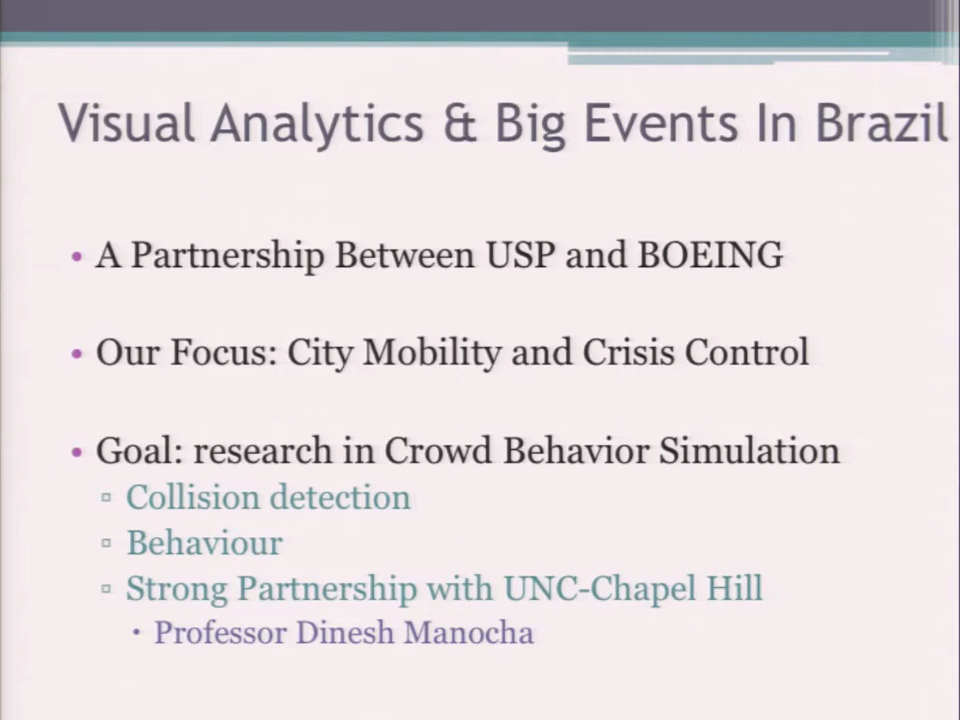 Visual Analytics & Big Events In Brazil
• A Partnership Between USP and BOEING
• Our Focus: City Mobility and Crisis Control
• Goal: research in Crowd Behavior Simulation
▫ Collision detection
▫ Behaviour
▫ Strong Partnership with UNC-Chapel Hill
▪ Professor Dinesh Manocha